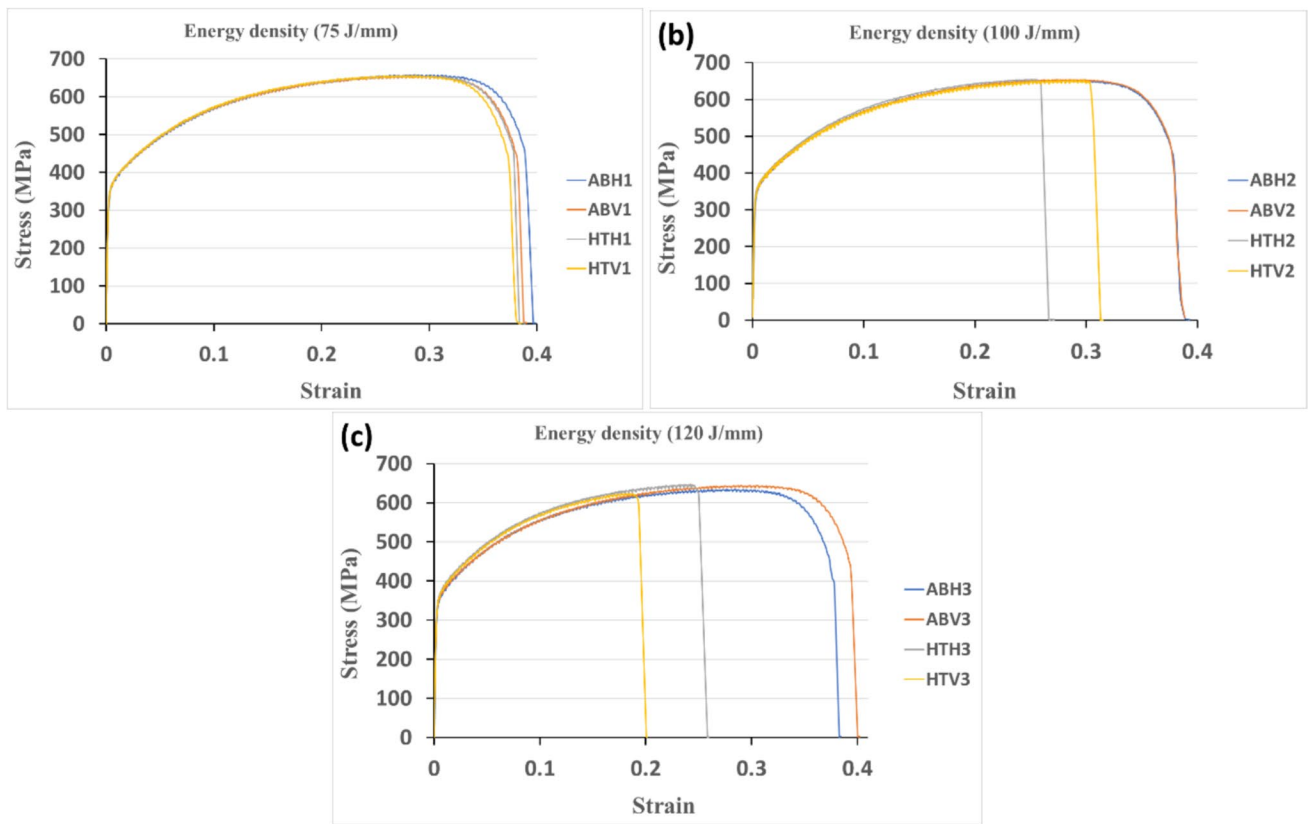 Energy density (75 J/mm)
700
600
500
400
300
200
100
0
Stress (MPa)
0 0.1 0.2 0.3 0.4
Strain
ABH1
ABV1
HTH1
HTV1
(b)
Energy density (100 J/mm)
700
600
500
400
300
200
100
0
Stress (MPa)
0 0.1 0.2 0.3 0.4
Strain
ABH2
ABV2
HTH2
HTV2
(c)
Energy density (120 J/mm)
700
600
500
400
300
200
100
0
Stress (MPa)
0 0.1 0.2 0.3 0.4
Strain
ABH3
ABV3
HTH3
HTV3